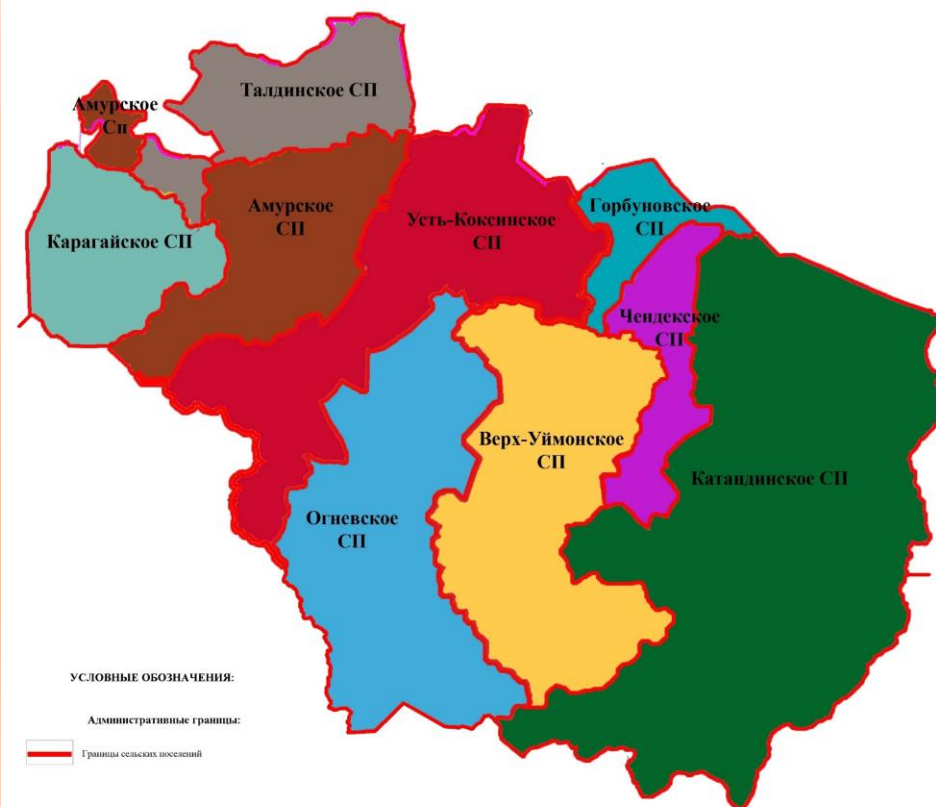 Талдинское СП
Амурское
Сп
Амурское
СП
Усть-Коксинское
СП
Горбуновское
СП
Карагайское СП
Чендекское
СП
Верх-Уймонское
СП
Катандинское СП
Огневское
СП
УСЛОВНЫЕ ОБОЗНАЧЕНИЯ:
Административные границы:
Границы сельских поселений